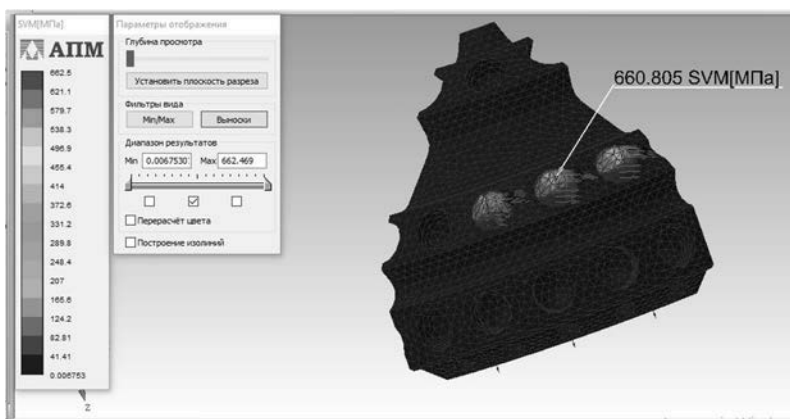 SVM[МПа]
АПМ
662.5
621.1
579.7
538.3
496.9
455.4
414
372.6
331.2
289.8
248.4
207
165.6
124.2
82.81
41.41
0.006753
Параметры отображения
Глубина просмотра
Установить плоскость разреза
Фильтры вида
Min/Max
Выноски
Диапазон результатов
Min 0.0067530 Max 662.469
Перерасчёт цвета
Построение изолиний
660.805 SVM[МПа]
z